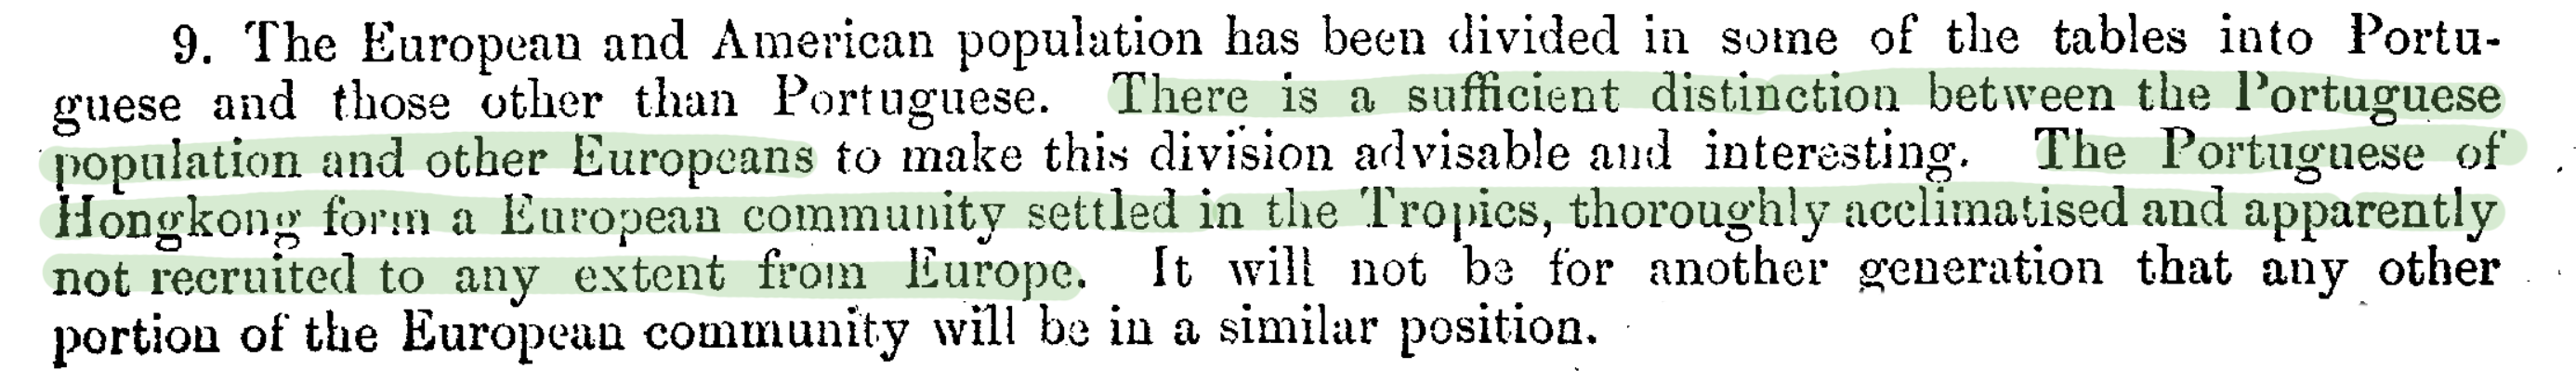 9. The European and American population has been divided in some of the tables into Portu-
guese and those other than Portuguese. There is a sufficient distinction between the Portuguese
population and other Europeans to make this division advisable and interesting. The Portuguese of
Hongkong form a European community settled in the Tropics, thoroughly acclimatised and apparently
not recruited to any extent from Europe. It will not be for another generation that any other
portion of the European community will be in a similar position.